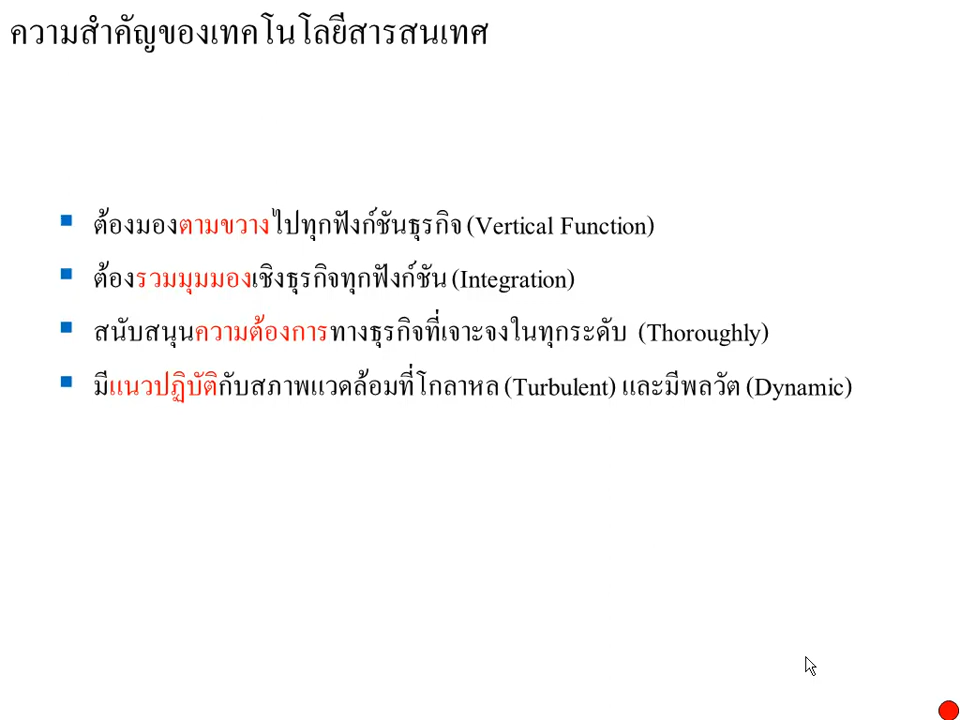 ความสำคัญของเทคโนโลยีสารสนเทศ
ต้องมองตามขวางไปทุกฟังก์ชันธุรกิจ (Vertical Function)
ต้องรวมมุมมองเชิงธุรกิจทุกฟังก์ชัน (Integration)
สนับสนุนความต้องการทางธุรกิจที่เจาะจงในทุกระดับ (Thoroughly)
มีแนวปฏิบัติกับสภาพแวดล้อมที่โกลาหล (Turbulent) และมีพลวัต (Dynamic)